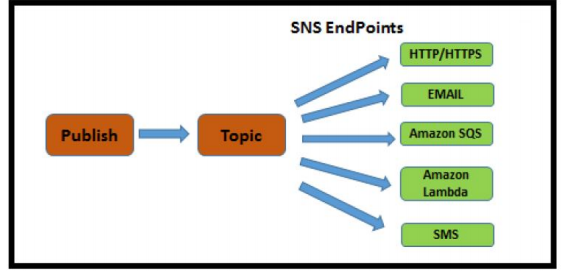 SNS EndPoints
HTTP/HTTPS
EMAIL
Publish
Topic
Amazon SQS
Amazon
Lambda
SMS